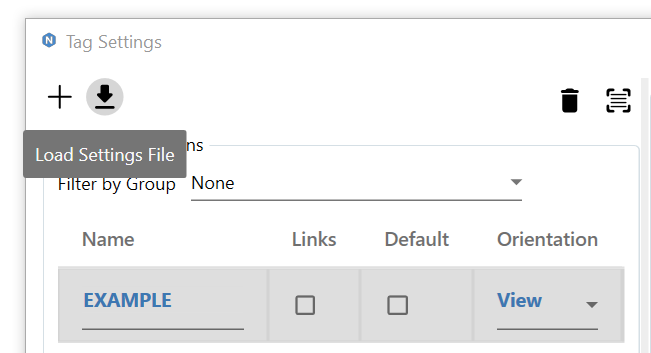 N
Tag Settings
Load Settings File
ns
Filter by Group None
Name Links Default Orientation
EXAMPLE View